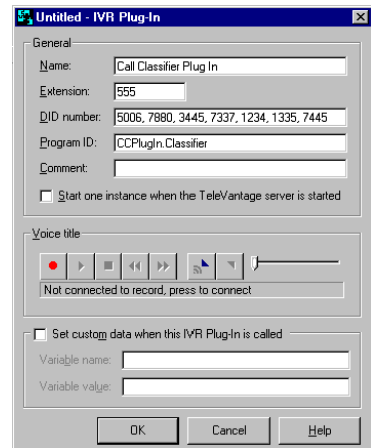 Untitled - IVR Plug-In
General
Name: Call Classifier Plug In
Extension: 555
DID number: 5006, 7880, 3445, 7337, 1234, 1335, 7445
Program ID: CCPlugIn.Classifier
Comment:
Start one instance when the TeleVantage server is started
Voice title
Not connected to record, press to connect
Set custom data when this IVR Plug-In is called
Variable name:
Variable value:
OK Cancel Help